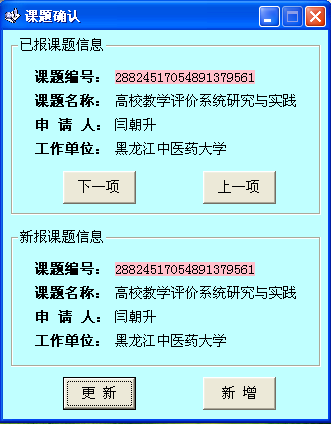 课题确认
已报课题信息
课题编号： 28824517054891379561
课题名称： 高校教学评价系统研究与实践
申 请 人： 闫朝升
工作单位： 黑龙江中医药大学
下一项 上一项
新报课题信息
课题编号： 28824517054891379561
课题名称： 高校教学评价系统研究与实践
申 请 人： 闫朝升
工作单位： 黑龙江中医药大学
更 新 新 增